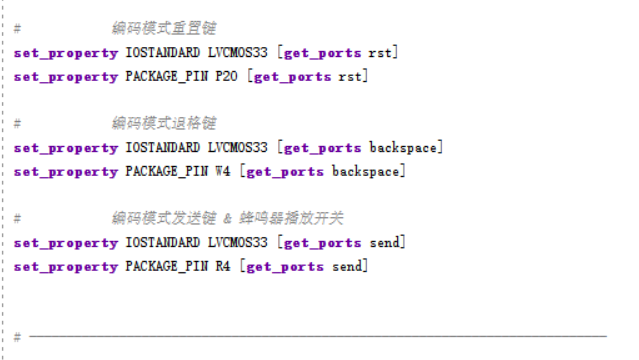 # 编码模式重置键
set_property IOSTANDARD LVCMOS33 [get_ports rst]
set_property PACKAGE_PIN P20 [get_ports rst]
# 编码模式退格键
set_property IOSTANDARD LVCMOS33 [get_ports backspace]
set_property PACKAGE_PIN W4 [get_ports backspace]
# 编码模式发送键 & 蜂鸣器播放开关
set_property IOSTANDARD LVCMOS33 [get_ports send]
set_property PACKAGE_PIN R4 [get_ports send]
# ————————————————————————————————————————